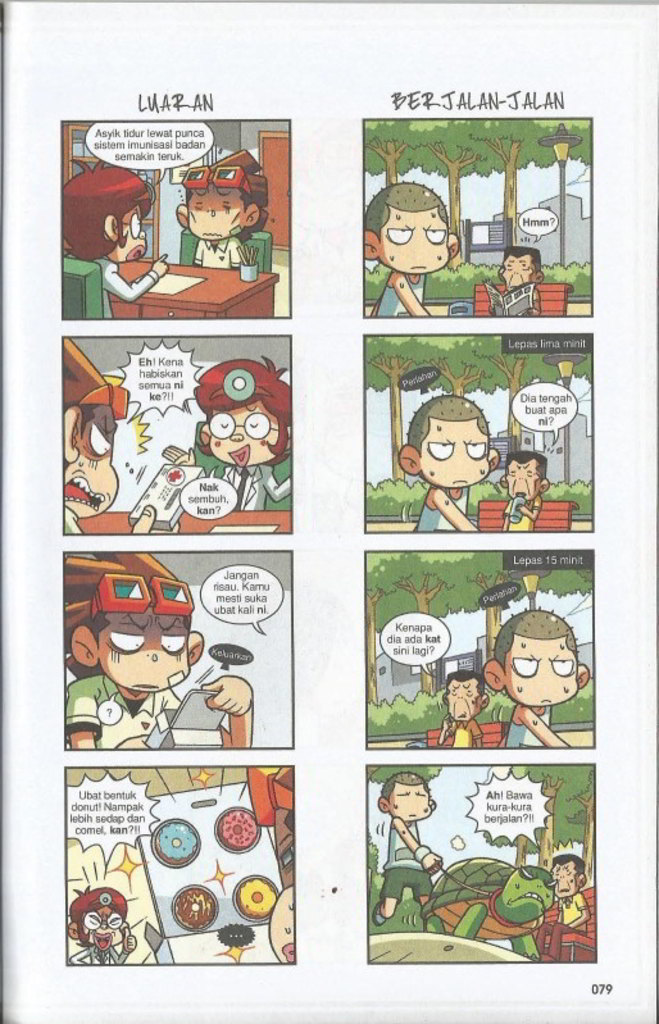 LUARAN
Asyik tidur lewat punca
sistem imunisasi badan
semakin teruk.
Eh! Kena
habiskan
semua ni
ke?!!
Nak
sembuh,
kan?
Jangan
risau. Kamu
mesti suka
ubat kali ni.
Keluarkan
?
Ubat bentuk
donut! Nampak
lebih sedap dan
comel, kan?!!
...
BERJALAN-JALAN
Hmm?
Lepas lima minit
Perlahan
Dia tengah
buat apa
ni?
Lepas 15 minit
Perlahan
Kenapa
dia ada kat
sini lagi?
Ah! Bawa
kura-kura
berjalan?!!
079